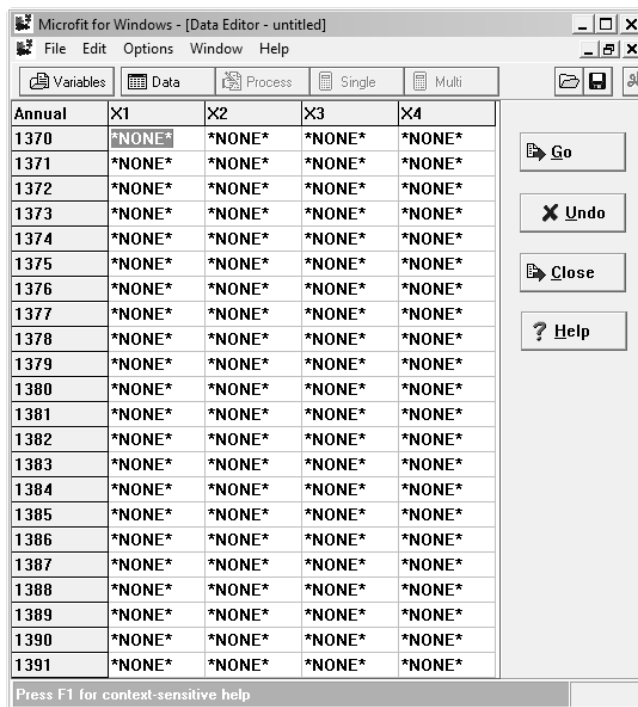 Microfit for Windows - [Data Editor - untitled]
File Edit Options Window Help
Variables Data Process Single Multi
Annual X1 X2 X3 X4
1370 *NONE* *NONE* *NONE* *NONE*
1371 *NONE* *NONE* *NONE* *NONE*
1372 *NONE* *NONE* *NONE* *NONE*
1373 *NONE* *NONE* *NONE* *NONE*
1374 *NONE* *NONE* *NONE* *NONE*
1375 *NONE* *NONE* *NONE* *NONE*
1376 *NONE* *NONE* *NONE* *NONE*
1377 *NONE* *NONE* *NONE* *NONE*
1378 *NONE* *NONE* *NONE* *NONE*
1379 *NONE* *NONE* *NONE* *NONE*
1380 *NONE* *NONE* *NONE* *NONE*
1381 *NONE* *NONE* *NONE* *NONE*
1382 *NONE* *NONE* *NONE* *NONE*
1383 *NONE* *NONE* *NONE* *NONE*
1384 *NONE* *NONE* *NONE* *NONE*
1385 *NONE* *NONE* *NONE* *NONE*
1386 *NONE* *NONE* *NONE* *NONE*
1387 *NONE* *NONE* *NONE* *NONE*
1388 *NONE* *NONE* *NONE* *NONE*
1389 *NONE* *NONE* *NONE* *NONE*
1390 *NONE* *NONE* *NONE* *NONE*
1391 *NONE* *NONE* *NONE* *NONE*
Go
Undo
Close
Help
Press F1 for context-sensitive help